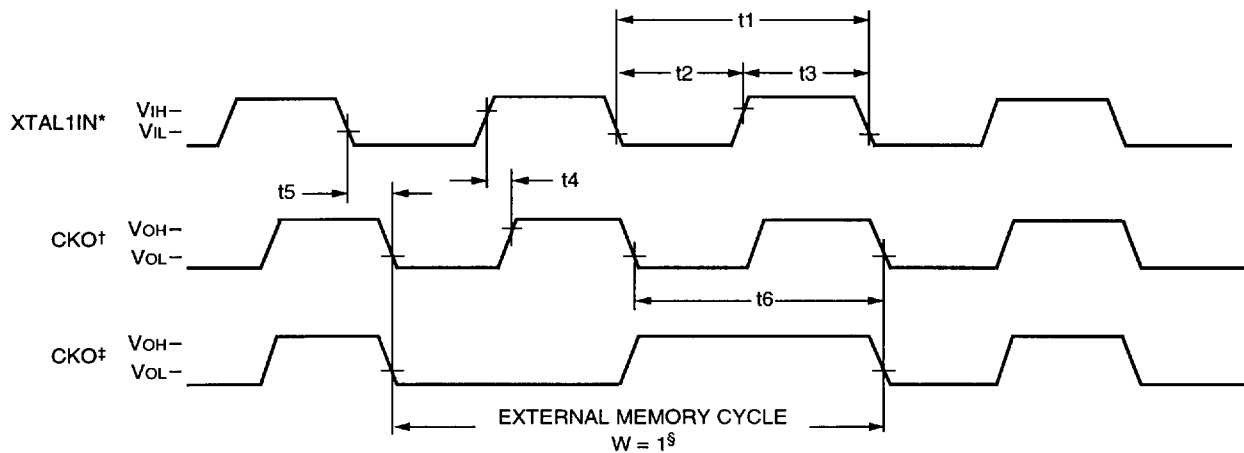 t1
t2
t3
XTAL1IN*
VIH–
VIL–
t5
t4
CKO†
VOH–
VOL–
t6
CKO‡
VOH–
VOL–
EXTERNAL MEMORY CYCLE
W = 1§